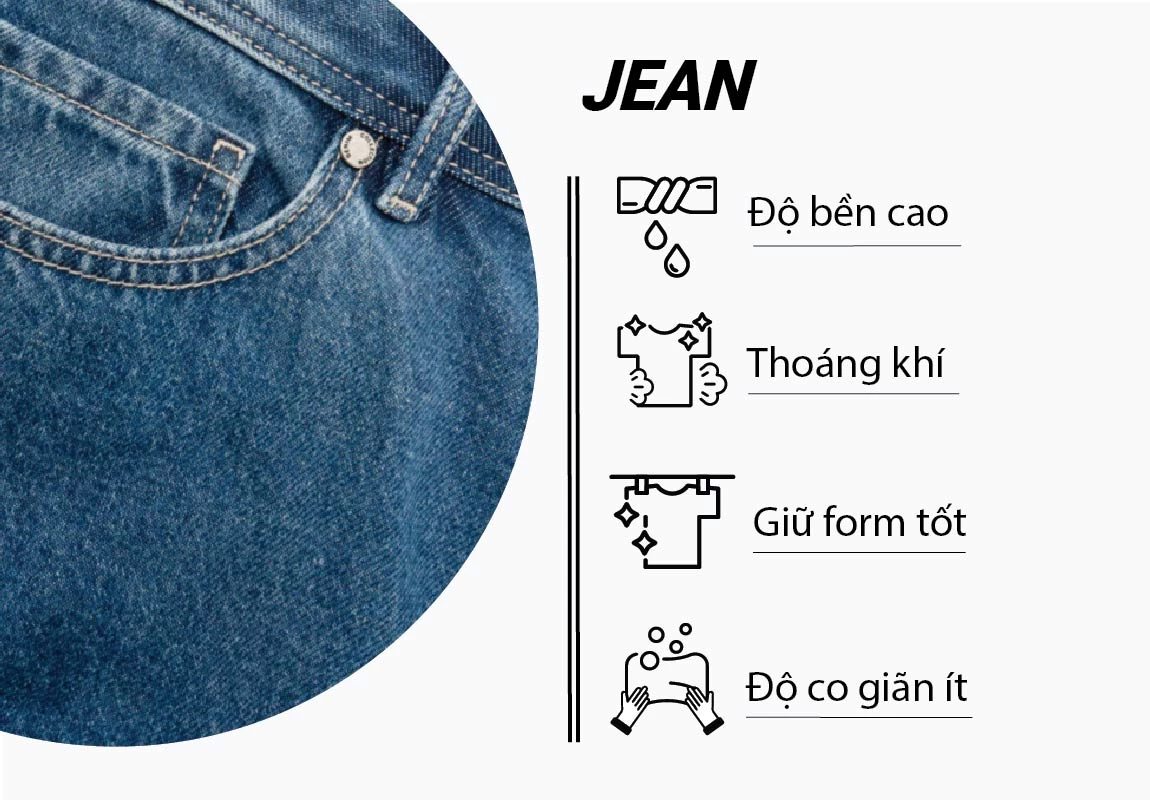 JEAN
Độ bền cao
Thoáng khí
Giữ form tốt
Độ co giãn ít